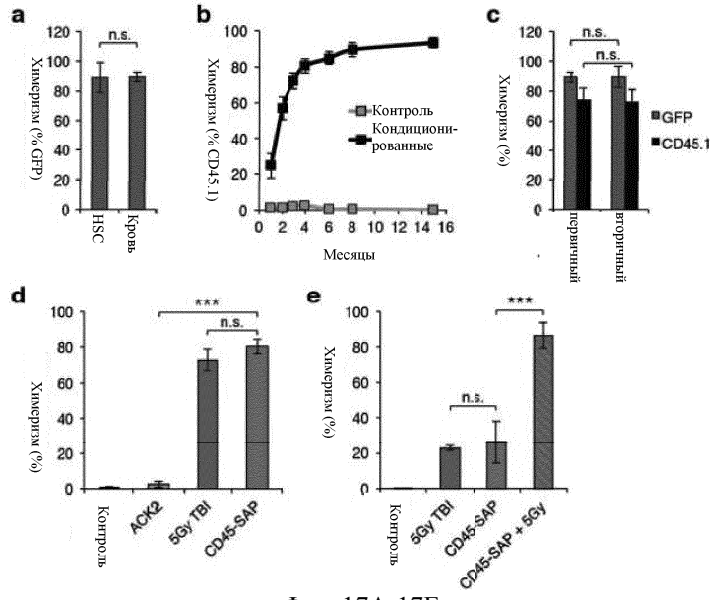 a
Химеризм (% GFP)
120
100
80
60
40
20
0
n.s.
HSC
Кровь
b
Химеризм (% CD45.1)
100
80
60
40
20
0
0 2 4 6 8 10 12 14 16
Месяцы
Контроль
Кондициони-
рованные
c
Химеризм (%)
120
100
80
60
40
20
0
n.s.
n.s.
первичный
вторичный
GFP
CD45.1
d
Химеризм (%)
100
80
60
40
20
0
***
n.s.
Контроль
ACK2
5Gy TBI
CD45-SAP
e
Химеризм (%)
100
80
60
40
20
0
***
n.s.
Контроль
5Gy TBI
CD45-SAP
CD45-SAP + 5Gy